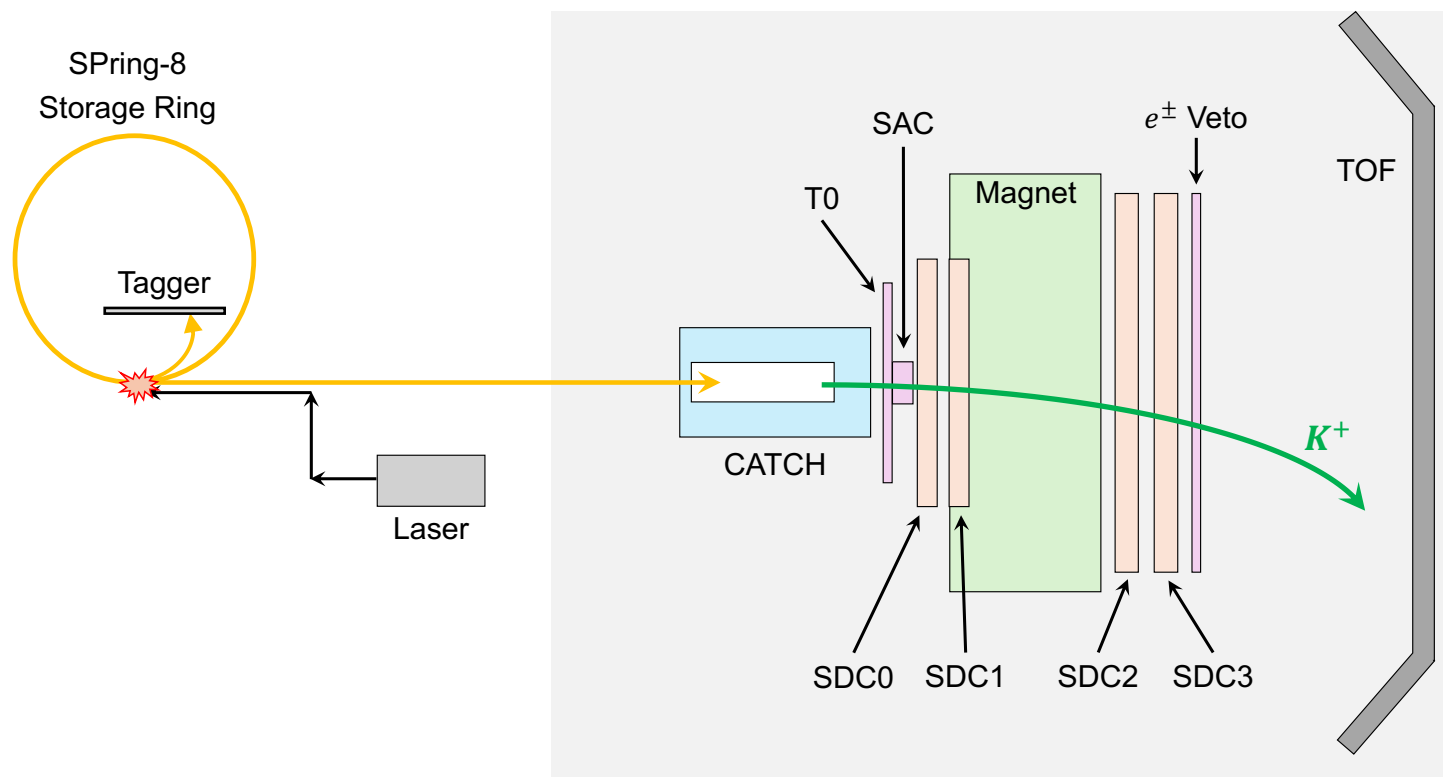 SPring-8
Storage Ring
Tagger
Laser
CATCH
T0
SAC
Magnet
e± Veto
TOF
K+
SDC0
SDC1
SDC2
SDC3